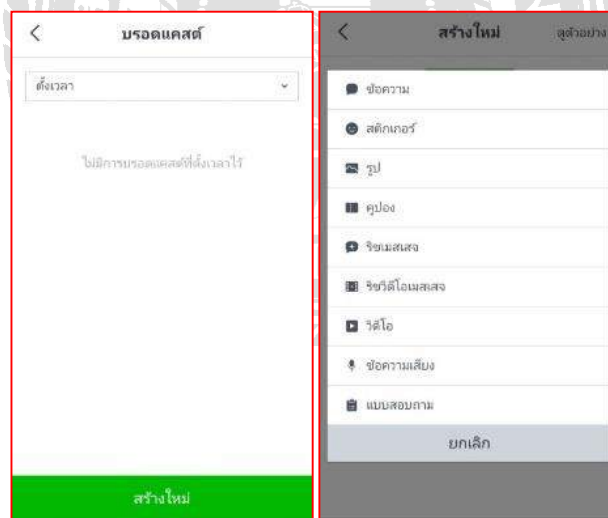 บรอดแคสต์
ตั้งเวลา
ไม่มีการบรอดแคสต์ที่ตั้งเวลาไว้
สร้างใหม่
สร้างใหม่ ดูตัวอย่าง
ข้อความ
สติกเกอร์
รูป
คูปอง
ริชเมสเสจ
ริชวิดีโอเมสเสจ
วิดีโอ
ข้อความเสียง
แบบสอบถาม
ยกเลิก